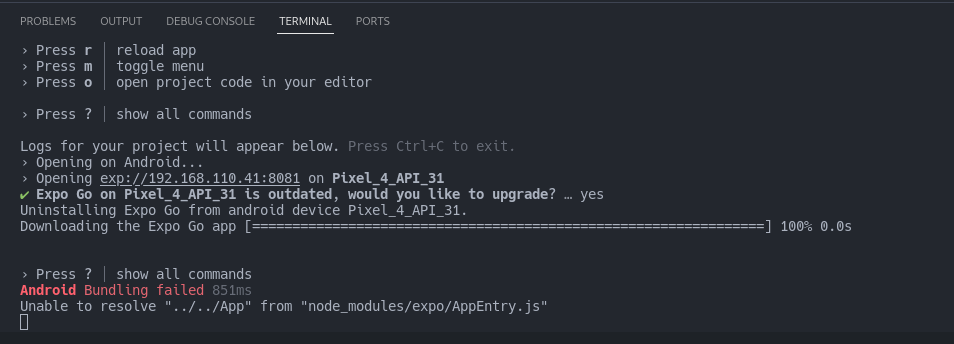 PROBLEMS OUTPUT DEBUG CONSOLE TERMINAL PORTS
› Press r │ reload app
› Press m │ toggle menu
› Press o │ open project code in your editor
› Press ? │ show all commands
Logs for your project will appear below. Press Ctrl+C to exit.
› Opening on Android...
› Opening exp://192.168.110.41:8081 on Pixel_4_API_31
✔ Expo Go on Pixel_4_API_31 is outdated, would you like to upgrade? … yes
Uninstalling Expo Go from android device Pixel_4_API_31.
Downloading the Expo Go app [================================================================] 100% 0.0s
› Press ? │ show all commands
Android Bundling failed 851ms
Unable to resolve "../../App" from "node_modules/expo/AppEntry.js"